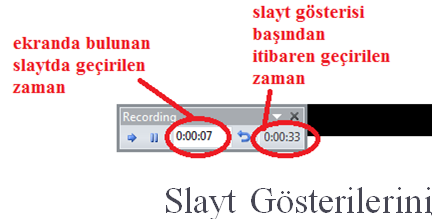 ekranda bulunan
slaytda geçirilen
zaman
slayt gösterisi
başından
itibaren geçirilen
zaman
Recording
0:00:07
0:00:33
Slayt Gösterilerini